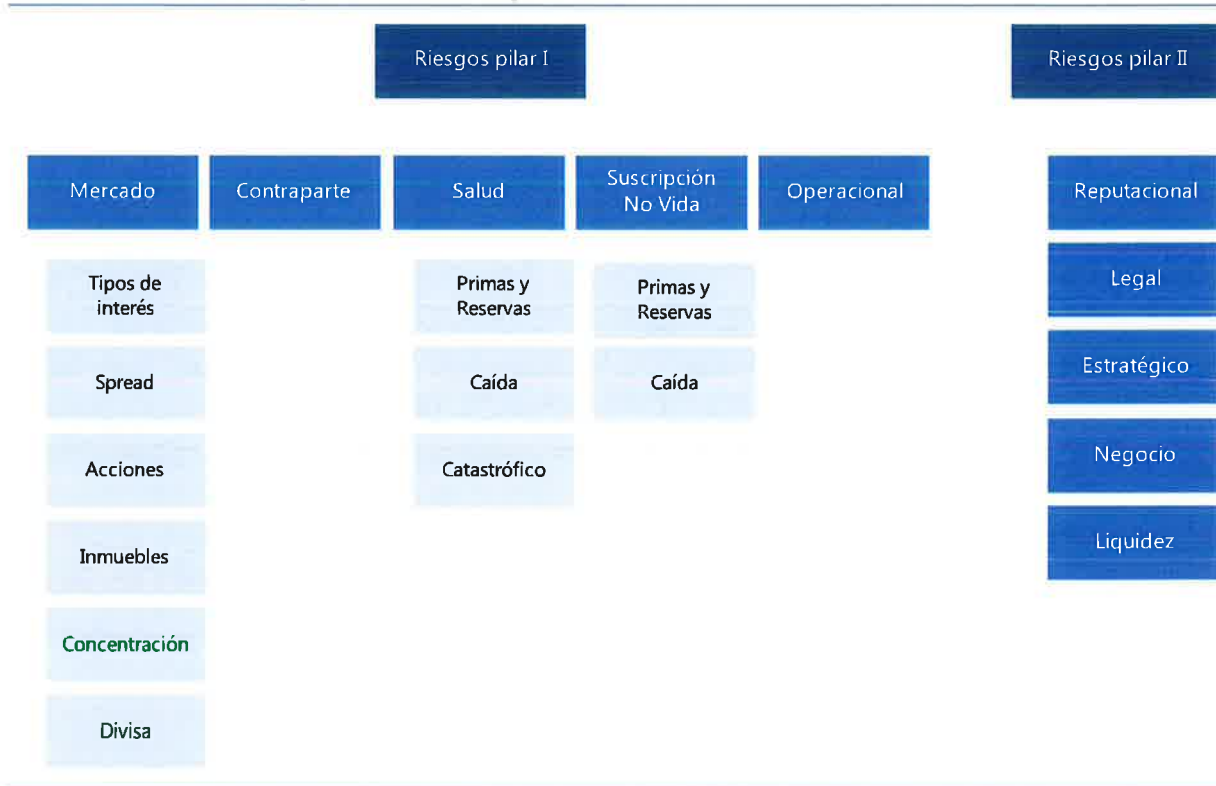 Riesgos pilar I
Riesgos pilar II
Mercado
Contraparte
Salud
Suscripción
No Vida
Operacional
Reputacional
Tipos de
interés
Primas y
Reservas
Primas y
Reservas
Legal
Spread
Caída
Caída
Estratégico
Acciones
Catastrófico
Negocio
Inmuebles
Liquidez
Concentración
Divisa